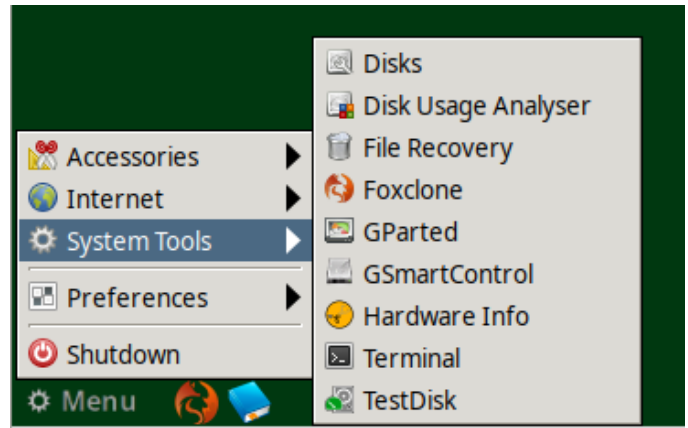 Accessories
Internet
System Tools
Preferences
Shutdown
Menu
Disks
Disk Usage Analyser
File Recovery
Foxclone
GParted
GSmartControl
Hardware Info
Terminal
TestDisk